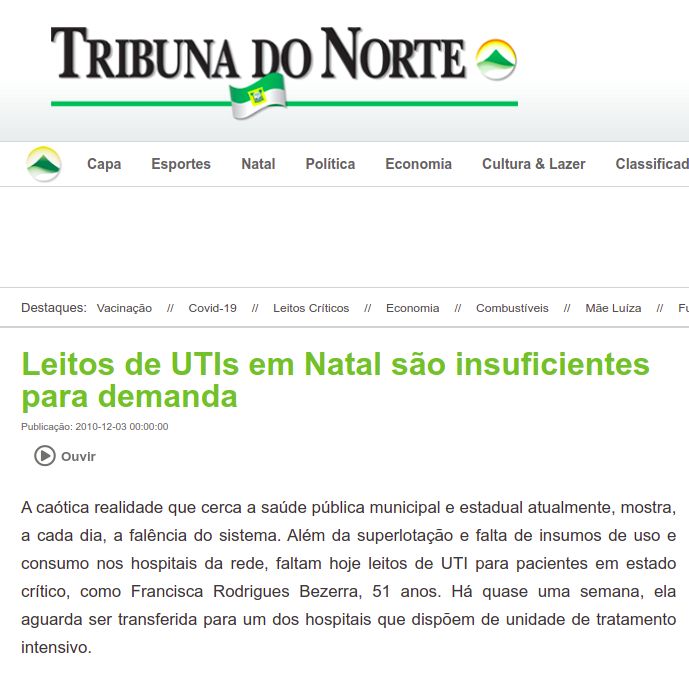 TRIBUNA DO NORTE
Capa Esportes Natal Política Economia Cultura & Lazer Classificad
Destaques: Vacinação // Covid-19 // Leitos Críticos // Economia // Combustíveis // Mãe Luíza // Fu
Leitos de UTIs em Natal são insuficientes
para demanda
Publicação: 2010-12-03 00:00:00
Ouvir
A caótica realidade que cerca a saúde pública municipal e estadual atualmente, mostra,
a cada dia, a falência do sistema. Além da superlotação e falta de insumos de uso e
consumo nos hospitais da rede, faltam hoje leitos de UTI para pacientes em estado
crítico, como Francisca Rodrigues Bezerra, 51 anos. Há quase uma semana, ela
aguarda ser transferida para um dos hospitais que dispõem de unidade de tratamento
intensivo.